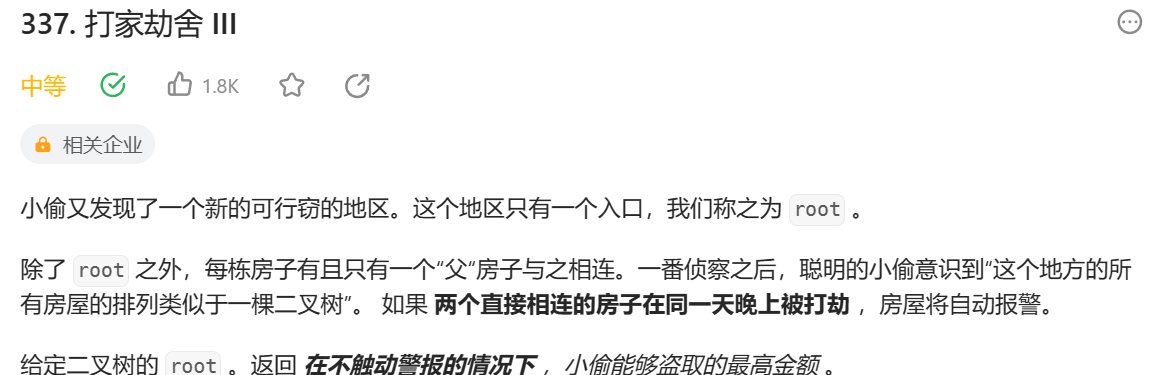 337. 打家劫舍 III
中等 1.8K
相关企业
小偷又发现了一个新的可行窃的地区。这个地区只有一个入口，我们称之为 root 。
除了 root 之外，每栋房子有且只有一个“父“房子与之相连。一番侦察之后，聪明的小偷意识到“这个地方的所
有房屋的排列类似于一棵二叉树”。 如果 两个直接相连的房子在同一天晚上被打劫 ，房屋将自动报警。
给定二叉树的 root 。返回 在不触动警报的情况下 ，小偷能够盗取的最高金额 。